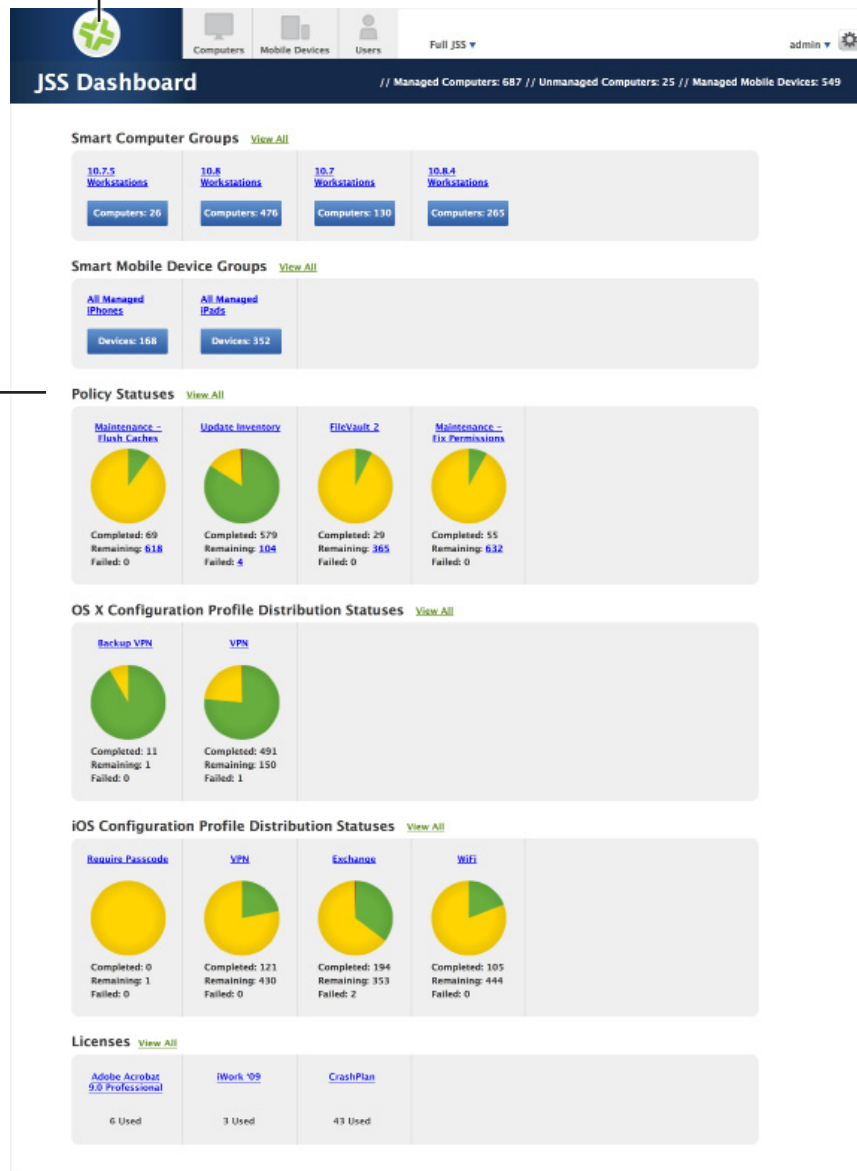 Computers Mobile Devices Users Full JSS ▼ admin ▼
JSS Dashboard // Managed Computers: 687 // Unmanaged Computers: 25 // Managed Mobile Devices: 549
Smart Computer Groups View All
10.7.5 Workstations
Computers: 26
10.8 Workstations
Computers: 476
10.7 Workstations
Computers: 130
10.8.4 Workstations
Computers: 265
Smart Mobile Device Groups View All
All Managed iPhones
Devices: 168
All Managed iPads
Devices: 352
Policy Statuses View All
Maintenance – Flush Caches
Completed: 69
Remaining: 618
Failed: 0
Update Inventory
Completed: 579
Remaining: 104
Failed: 4
FileVault 2
Completed: 29
Remaining: 365
Failed: 0
Maintenance – Fix Permissions
Completed: 55
Remaining: 632
Failed: 0
OS X Configuration Profile Distribution Statuses View All
Backup VPN
Completed: 11
Remaining: 1
Failed: 0
VPN
Completed: 491
Remaining: 150
Failed: 1
iOS Configuration Profile Distribution Statuses View All
Require Passcode
Completed: 0
Remaining: 1
Failed: 0
VPN
Completed: 121
Remaining: 430
Failed: 0
Exchange
Completed: 194
Remaining: 353
Failed: 2
WiFi
Completed: 105
Remaining: 444
Failed: 0
Licenses View All
Adobe Acrobat 9.0 Professional
6 Used
iWork '09
3 Used
CrashPlan
43 Used